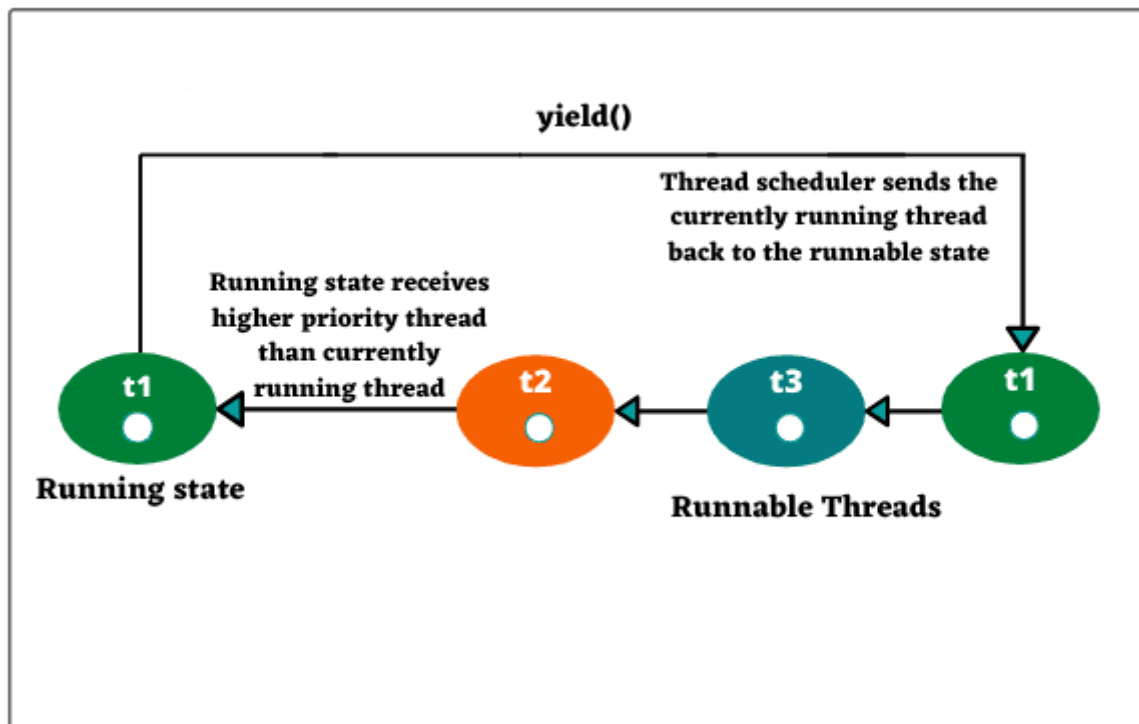 yield()
Thread scheduler sends the
currently running thread
back to the runnable state
Running state receives
higher priority thread
than currently
running thread
t1
t2
t3
t1
Running state
Runnable Threads